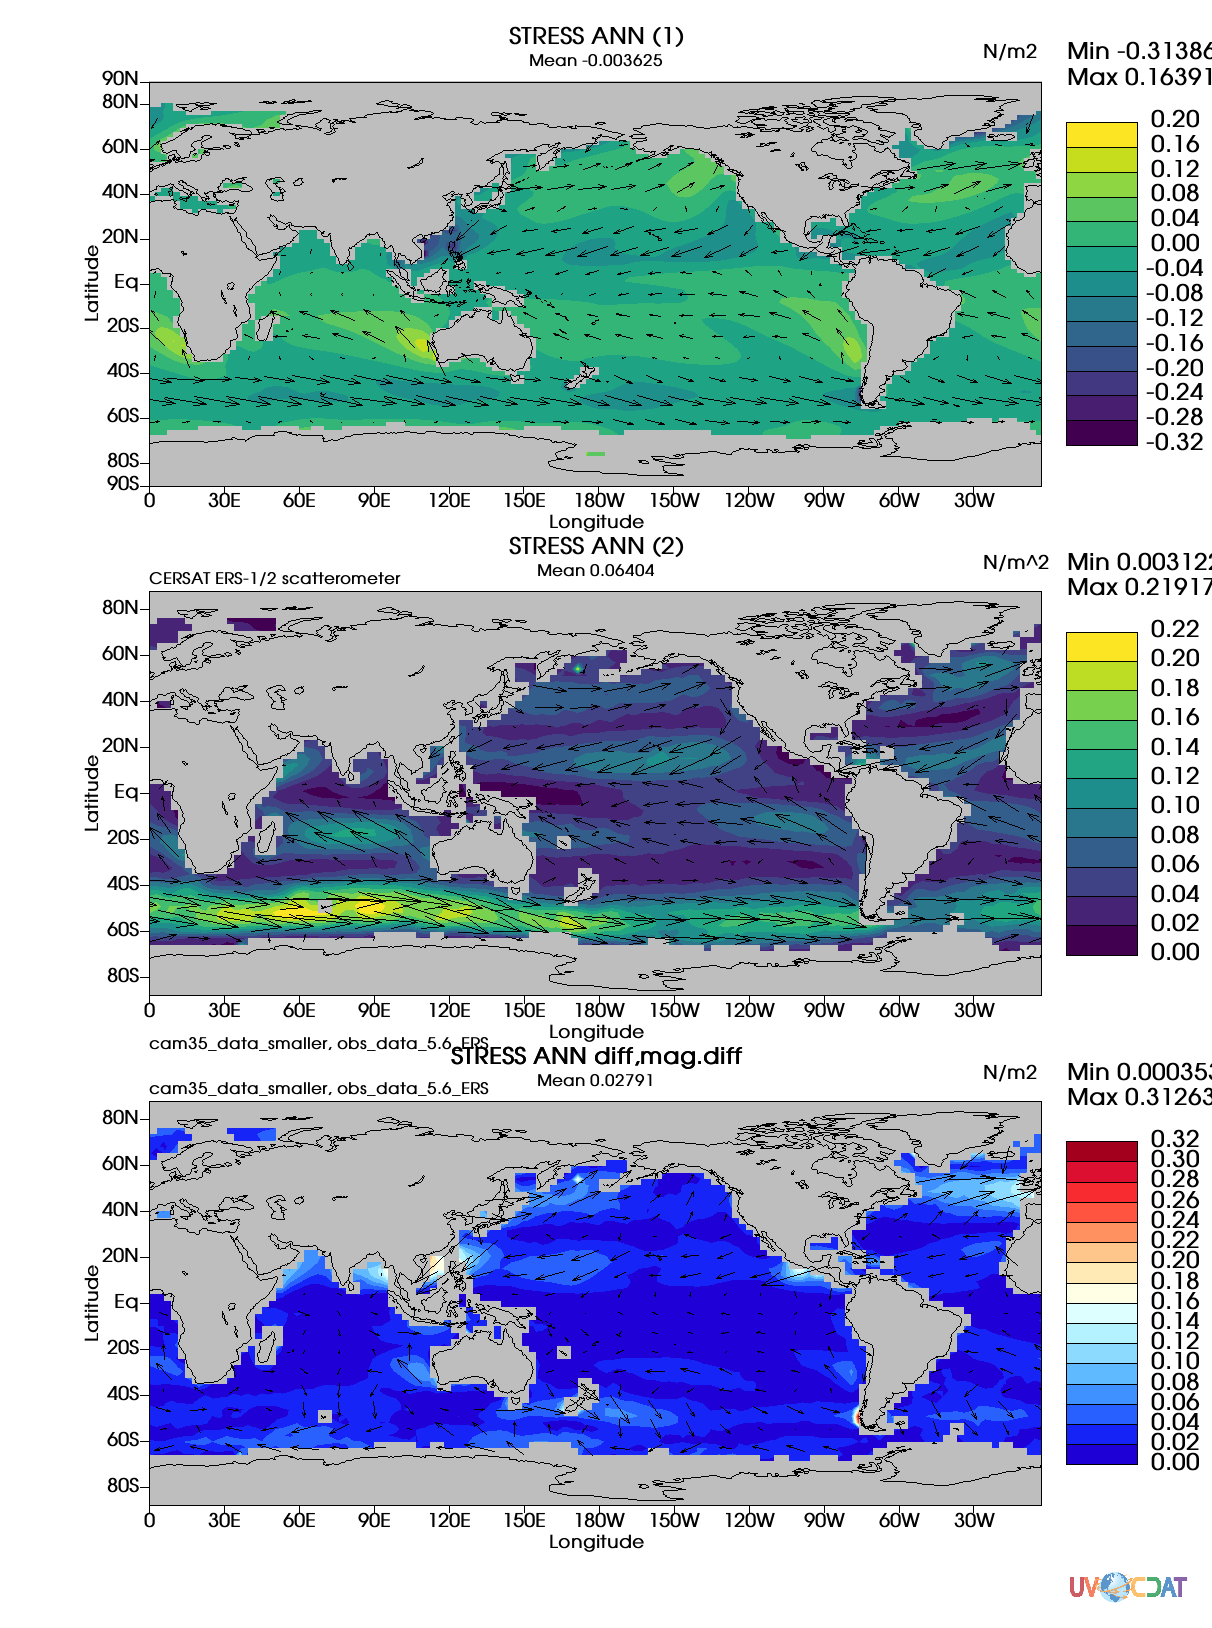 STRESS ANN (1)
Mean -0.003625
N/m2
Min -0.31386
Max 0.16391
90N
80N
60N
40N
20N
Eq
20S
40S
60S
80S
90S
Latitude
0 30E 60E 90E 120E 150E 180W 150W 120W 90W 60W 30W
Longitude
0.20
0.16
0.12
0.08
0.04
0.00
-0.04
-0.08
-0.12
-0.16
-0.20
-0.24
-0.28
-0.32
STRESS ANN (2)
Mean 0.06404
CERSAT ERS-1/2 scatterometer
N/m^2
Min 0.003122
Max 0.21917
80N
60N
40N
20N
Eq
20S
40S
60S
80S
Latitude
0 30E 60E 90E 120E 150E 180W 150W 120W 90W 60W 30W
Longitude
0.22
0.20
0.18
0.16
0.14
0.12
0.10
0.08
0.06
0.04
0.02
0.00
cam35_data_smaller, obs_data_5.6_ERS
STRESS ANN diff,mag.diff
Mean 0.02791
cam35_data_smaller, obs_data_5.6_ERS
N/m2
Min 0.000353
Max 0.31263
80N
60N
40N
20N
Eq
20S
40S
60S
80S
Latitude
0 30E 60E 90E 120E 150E 180W 150W 120W 90W 60W 30W
Longitude
0.32
0.30
0.28
0.26
0.24
0.22
0.20
0.18
0.16
0.14
0.12
0.10
0.08
0.06
0.04
0.02
0.00
UV CDAT